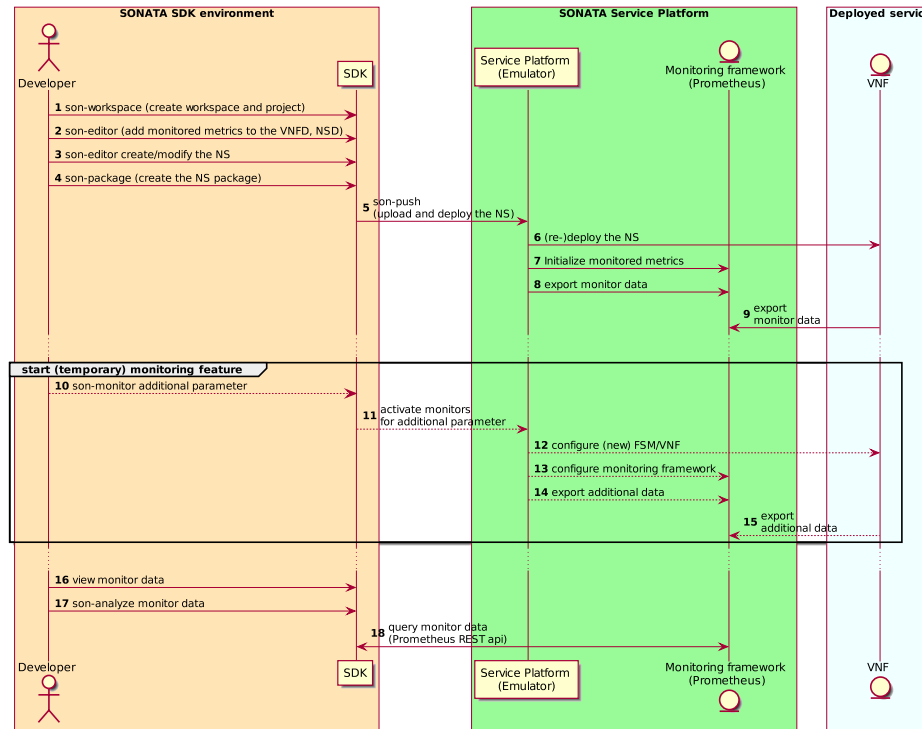 SONATA SDK environment
SONATA Service Platform
Deployed servic
Developer
SDK
Service Platform
(Emulator)
Monitoring framework
(Prometheus)
VNF
1 son-workspace (create workspace and project)
2 son-editor (add monitored metrics to the VNFD, NSD)
3 son-editor create/modify the NS
4 son-package (create the NS package)
5 son-push
(upload and deploy the NS)
6 (re-)deploy the NS
7 Initialize monitored metrics
8 export monitor data
9 export
monitor data
start (temporary) monitoring feature
10 son-monitor additional parameter
11 activate monitors
for additional parameter
12 configure (new) FSM/VNF
13 configure monitoring framework
14 export additional data
15 export
additional data
16 view monitor data
17 son-analyze monitor data
18 query monitor data
(Prometheus REST api)
Developer
SDK
Service Platform
(Emulator)
Monitoring framework
(Prometheus)
VNF